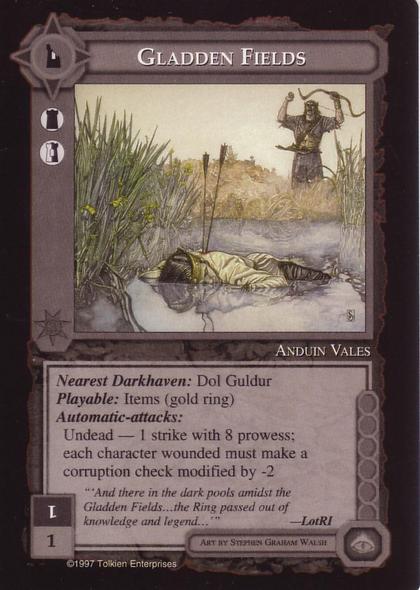 GLADDEN FIELDS
ANDUIN VALES
Nearest Darkhaven: Dol Guldur
Playable: Items (gold ring)
Automatic-attacks:
Undead — 1 strike with 8 prowess;
each character wounded must make a
corruption check modified by -2
"'And there in the dark pools amidst the
Gladden Fields...the Ring passed out of
knowledge and legend...'" —LotRI
1
1
ART BY STEPHEN GRAHAM WALSH
©1997 Tolkien Enterprises